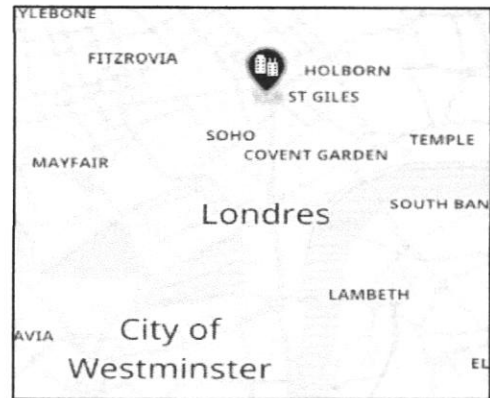 YLEBONE
FITZROVIA
HOLBORN
ST GILES
SOHO
COVENT GARDEN
TEMPLE
MAYFAIR
Londres
SOUTH BAN
LAMBETH
AVIA
City of
Westminster
EL